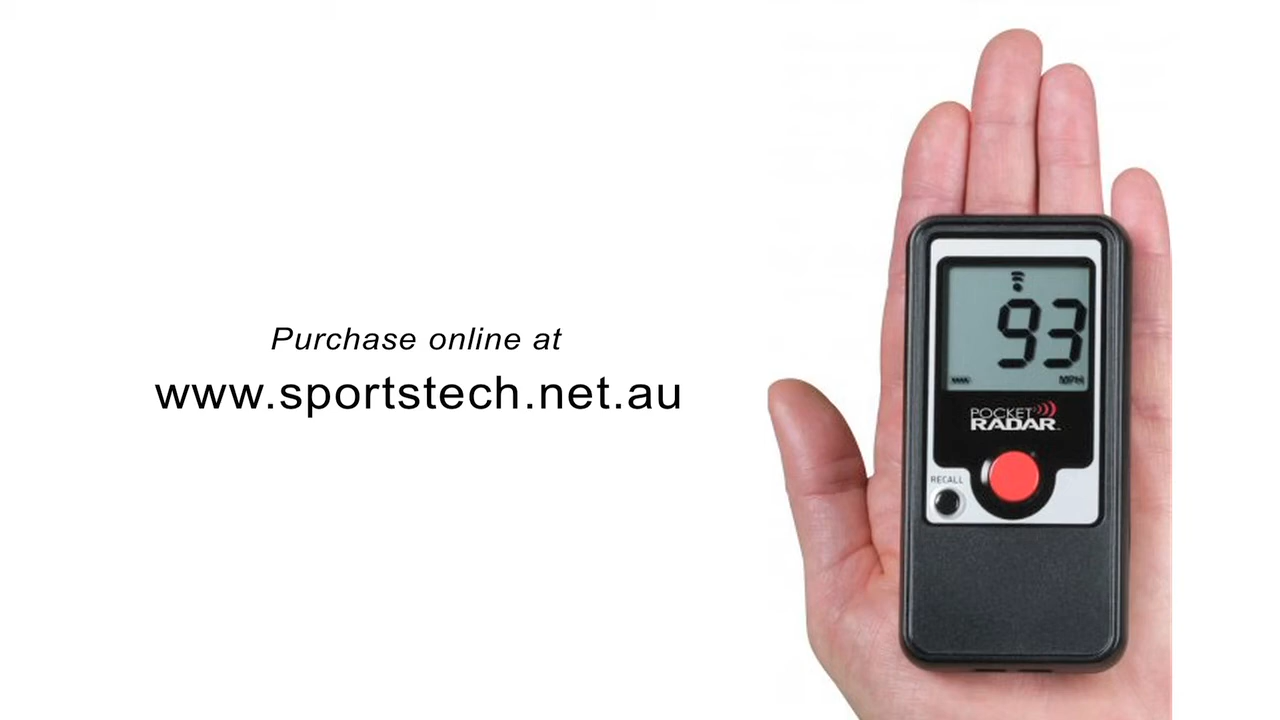 Purchase online at
www.sportstech.net.au
93
MPH
POCKET
RADAR
RECALL